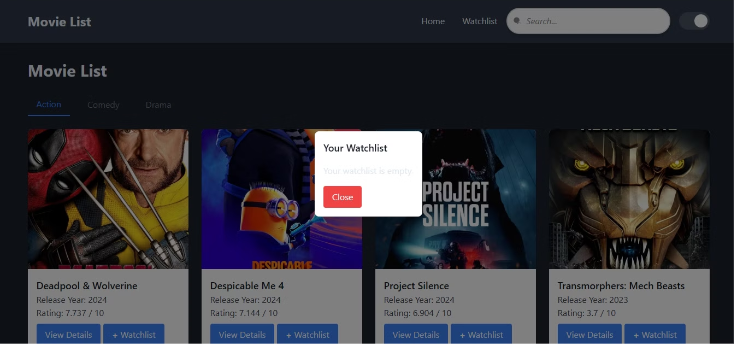 Movie List
Home
Watchlist
Search...
Movie List
Action
Comedy
Drama
Your Watchlist
Your watchlist is empty
Close
PROJECT
SILENCE
DESPICABLE
Deadpool & Wolverine
Release Year: 2024
Rating: 7.737 / 10
View Details
+ Watchlist
Despicable Me 4
Release Year: 2024
Rating: 7.144 / 10
View Details
+ Watchlist
Project Silence
Release Year: 2024
Rating: 6.904 / 10
View Details
+ Watchlist
Transmorphers: Mech Beasts
Release Year: 2023
Rating: 3.7 / 10
View Details
+ Watchlist